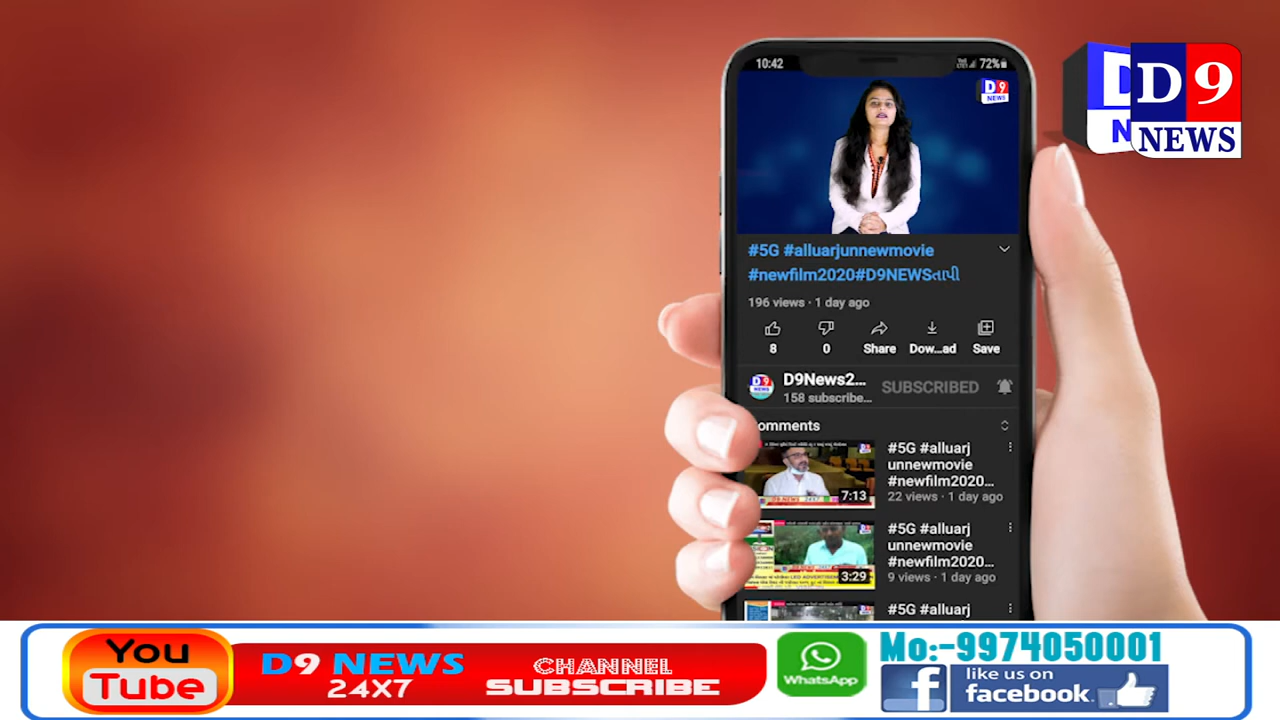 10:42
72%
D9
NEWS
D
N
D9
NEWS
#5G #alluarjunnewmovie
#newfilm2020#D9NEWSતાપી
196 views · 1 day ago
8
0
Share
Dow...ad
Save
D9News2...
158 subscribe...
SUBSCRIBED
omments
7:13
#5G #alluarj
unnewmovie
#newfilm2020...
22 views · 1 day ago
3:29
#5G #alluarj
unnewmovie
#newfilm2020...
9 views · 1 day ago
#5G #alluarj
You
Tube
D9 NEWS
24X7
CHANNEL
SUBSCRIBE
WhatsApp
Mo:-9974050001
f
like us on
facebook.